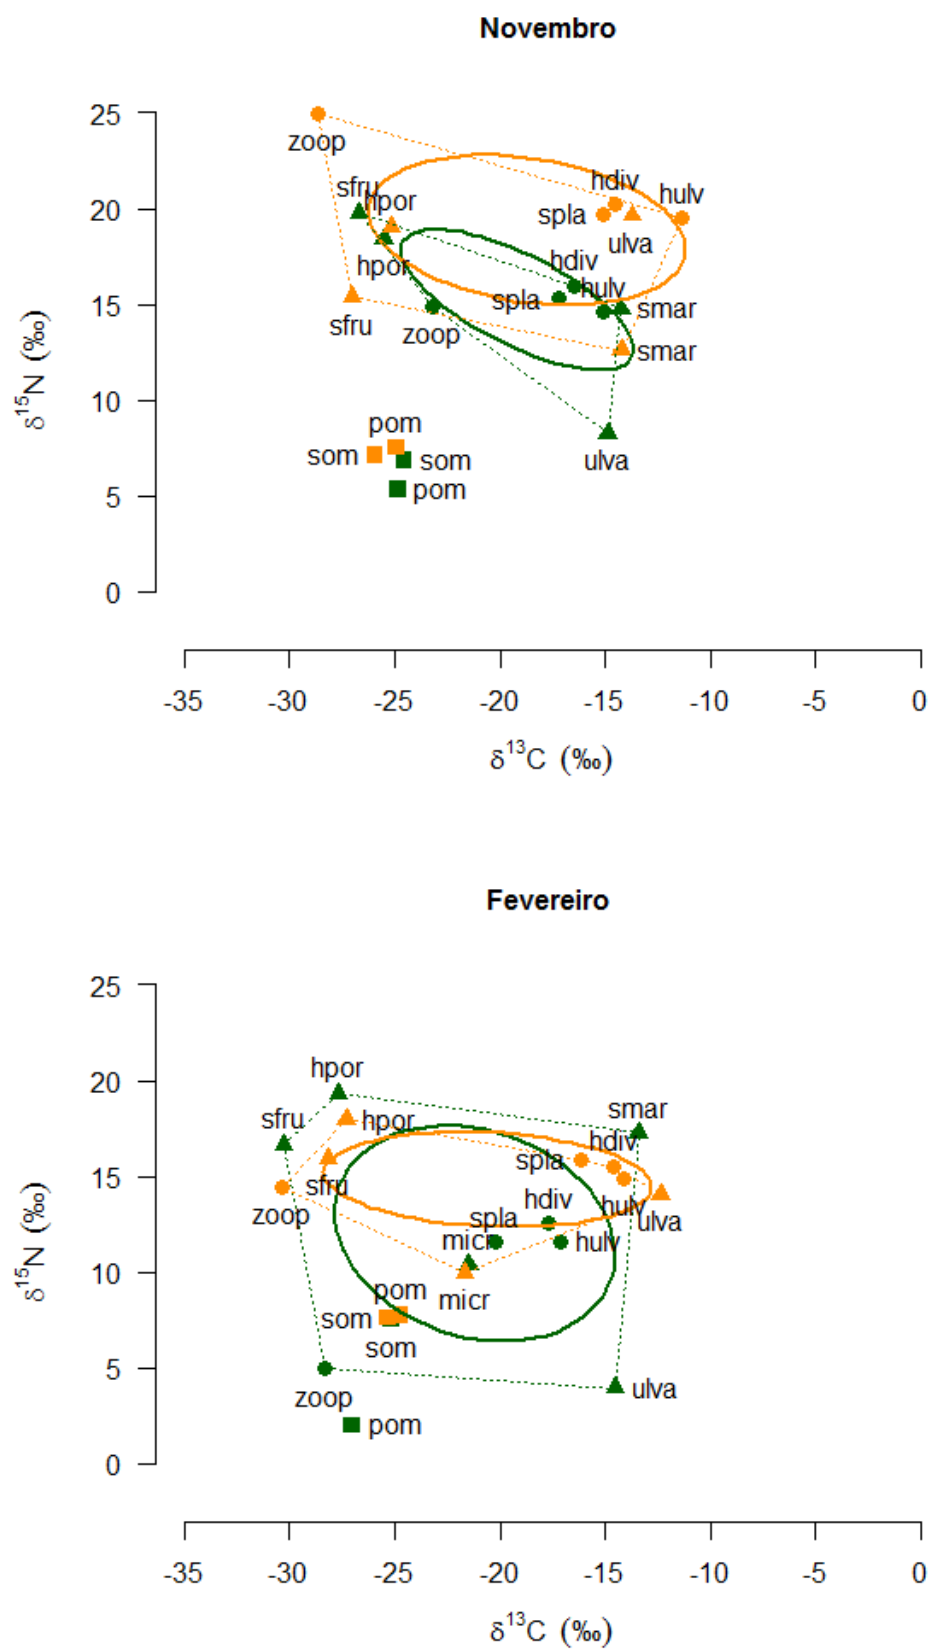 Novembro
25
20
15
10
5
0
δ15N (‰)
zoop
sfru
hpor
hdiv
hulv
spla
ulva
hpor
hdiv
hulv
spla
smar
sfru
zoop
smar
pom
som
som
ulva
pom
-35
-30
-25
-20
-15
-10
-5
0
δ13C (‰)
Fevereiro
25
20
15
10
5
0
δ15N (‰)
hpor
sfru
hpor
smar
hdiv
spla
sfru
zoop
hdiv
spla
hulv
ulva
micr
hulv
pom
micr
som
som
zoop
ulva
pom
-35
-30
-25
-20
-15
-10
-5
0
δ13C (‰)